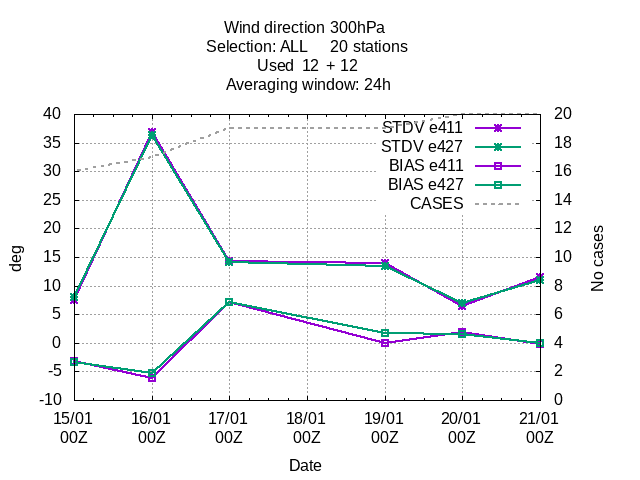 Wind direction 300hPa
Selection: ALL 20 stations
Used 12 + 12
Averaging window: 24h
40 20
35 18
30 16
25 14
20 12
15 10
10 8
5 6
0 4
-5 2
-10 0
STDV e411
STDV e427
BIAS e411
BIAS e427
CASES
deg
No cases
15/01 16/01 17/01 18/01 19/01 20/01 21/01
00Z 00Z 00Z 00Z 00Z 00Z 00Z
Date